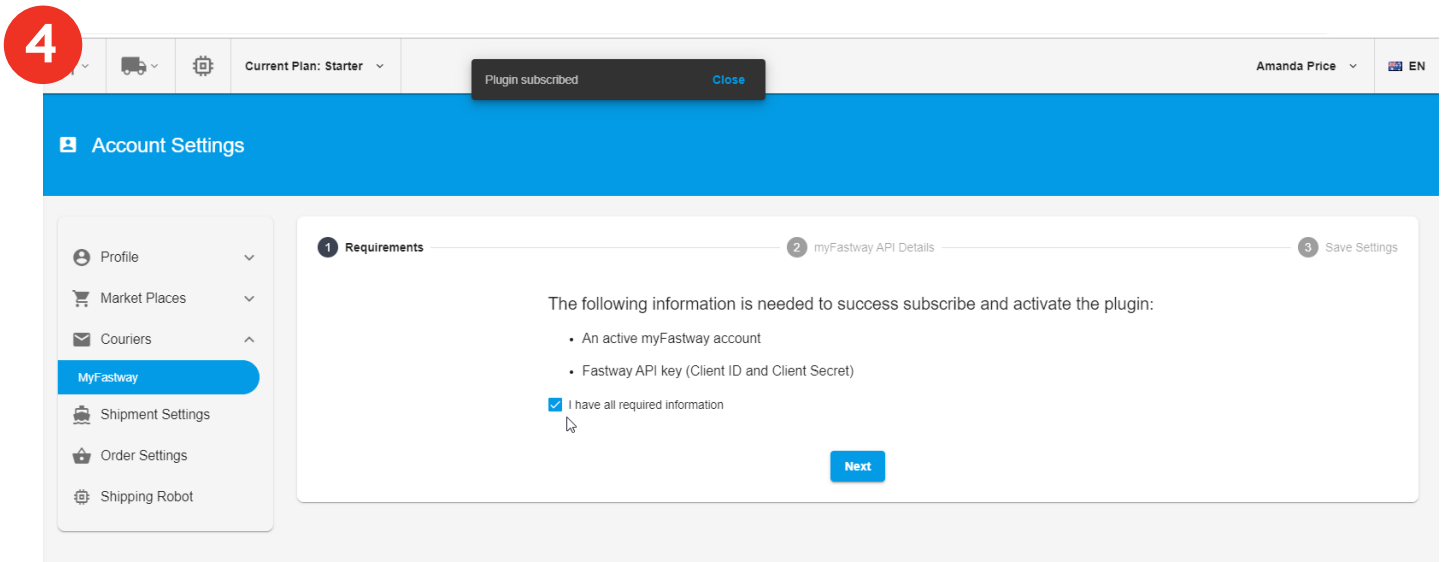 4
Current Plan: Starter
Plugin subscribed
Close
Amanda Price
EN
Account Settings
Profile
Market Places
Couriers
MyFastway
Shipment Settings
Order Settings
Shipping Robot
1 Requirements
2 myFastway API Details
3 Save Settings
The following information is needed to success subscribe and activate the plugin:
• An active myFastway account
• Fastway API key (Client ID and Client Secret)
I have all required information
Next